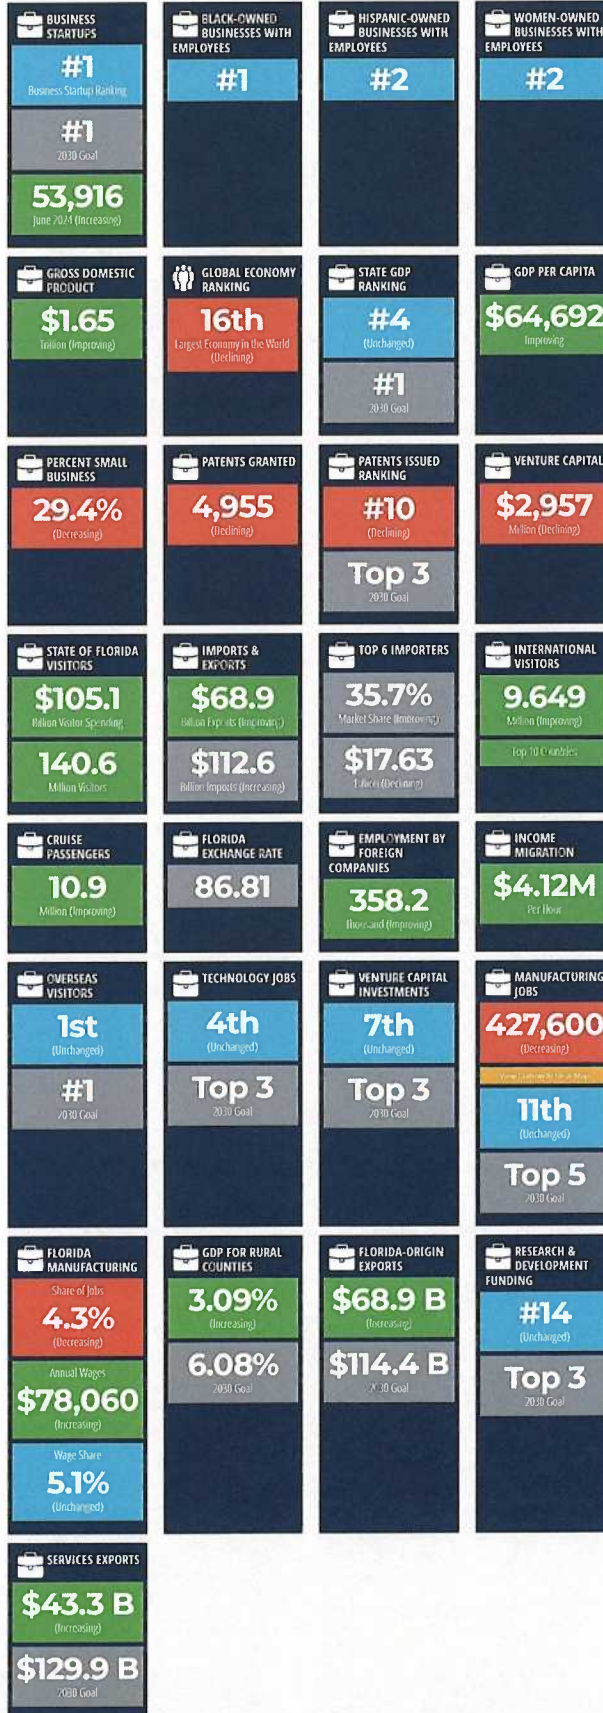 BUSINESS
STARTUPS
#1
Business Startup Ranking
#1
2030 Goal
53,916
June 2024 (Increasing)
BLACK-OWNED
BUSINESSES WITH
EMPLOYEES
#1
HISPANIC-OWNED
BUSINESSES WITH
EMPLOYEES
#2
WOMEN-OWNED
BUSINESSES WITH
EMPLOYEES
#2
GROSS DOMESTIC
PRODUCT
$1.65
Trillion (Improving)
GLOBAL ECONOMY
RANKING
16th
Largest Economy in the World
(Declining)
STATE GDP
RANKING
#4
(Unchanged)
#1
2030 Goal
GDP PER CAPITA
$64,692
Improving
PERCENT SMALL
BUSINESS
29.4%
(Decreasing)
PATENTS GRANTED
4,955
(Declining)
PATENTS ISSUED
RANKING
#10
(Declining)
Top 3
2030 Goal
VENTURE CAPITAL
$2,957
Million (Declining)
STATE OF FLORIDA
VISITORS
$105.1
Billion Visitor Spending
140.6
Million Visitors
IMPORTS &
EXPORTS
$68.9
Billion Exports (Improving)
$112.6
Billion Imports (Increasing)
TOP 6 IMPORTERS
35.7%
Market Share (Improving)
$17.63
Billion (Declining)
INTERNATIONAL
VISITORS
9.649
Million (Improving)
Top 10 Countries
CRUISE
PASSENGERS
10.9
Million (Improving)
FLORIDA
EXCHANGE RATE
86.81
EMPLOYMENT BY
FOREIGN
COMPANIES
358.2
Thousand (Improving)
INCOME
MIGRATION
$4.12M
Per Hour
OVERSEAS
VISITORS
1st
(Unchanged)
#1
2030 Goal
TECHNOLOGY JOBS
4th
(Unchanged)
Top 3
2030 Goal
VENTURE CAPITAL
INVESTMENTS
7th
(Unchanged)
Top 3
2030 Goal
MANUFACTURING
JOBS
427,600
(Decreasing)
11th
(Unchanged)
Top 5
2030 Goal
FLORIDA
MANUFACTURING
Share of Jobs
4.3%
(Decreasing)
Annual Wages
$78,060
(Increasing)
Wage Share
5.1%
(Unchanged)
GDP FOR RURAL
COUNTIES
3.09%
(Increasing)
6.08%
2030 Goal
FLORIDA-ORIGIN
EXPORTS
$68.9 B
(Increasing)
$114.4 B
2030 Goal
RESEARCH &
DEVELOPMENT
FUNDING
#14
(Unchanged)
Top 3
2030 Goal
SERVICES EXPORTS
$43.3 B
(Increasing)
$129.9 B
2030 Goal